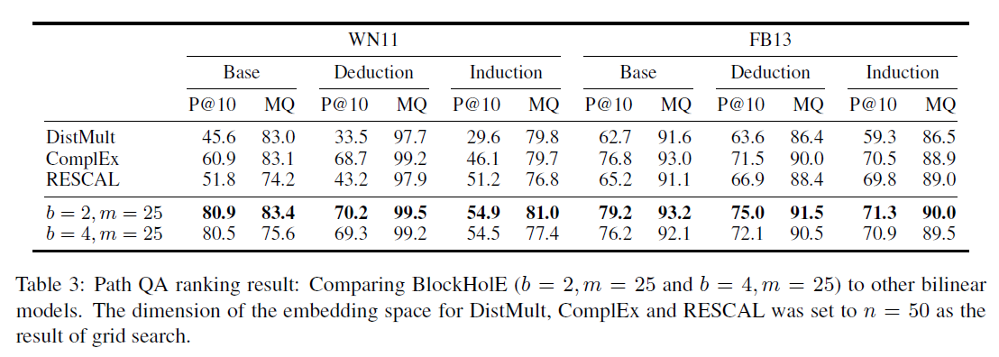 WN11 FB13
Base Deduction Induction Base Deduction Induction
P@10 MQ P@10 MQ P@10 MQ P@10 MQ P@10 MQ P@10 MQ
DistMult 45.6 83.0 33.5 97.7 29.6 79.8 62.7 91.6 63.6 86.4 59.3 86.5
ComplEx 60.9 83.1 68.7 99.2 46.1 79.7 76.8 93.0 71.5 90.0 70.5 88.9
RESCAL 51.8 74.2 43.2 97.9 51.2 76.8 65.2 91.1 66.9 88.4 69.8 89.0
b = 2, m = 25 80.9 83.4 70.2 99.5 54.9 81.0 79.2 93.2 75.0 91.5 71.3 90.0
b = 4, m = 25 80.5 75.6 69.3 99.2 54.5 77.4 76.2 92.1 72.1 90.5 70.9 89.5
Table 3: Path QA ranking result: Comparing BlockHolE (b = 2, m = 25 and b = 4, m = 25) to other bilinear
models. The dimension of the embedding space for DistMult, ComplEx and RESCAL was set to n = 50 as the
result of grid search.